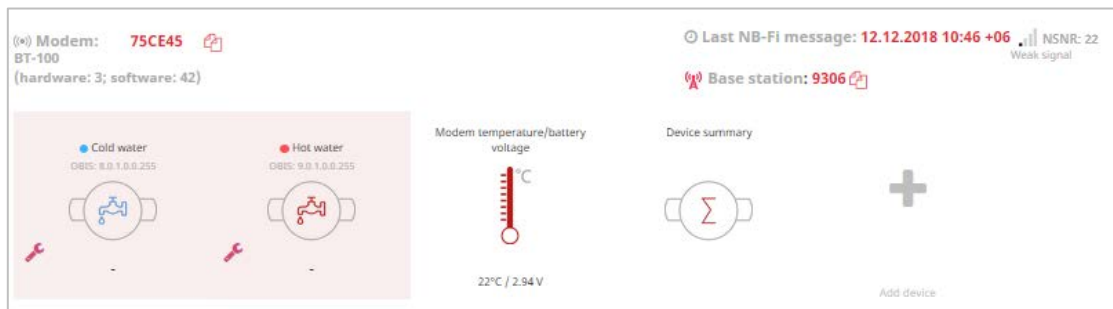 Modem: 75CE45
BT-100
(hardware: 3; software: 42)
Last NB-Fi message: 12.12.2018 10:46 +06 NSNR: 22
Weak signal
Base station: 9306
Cold water
OBIS: 8.0.1.0.0.255
-
Hot water
OBIS: 9.0.1.0.0.255
-
Modem temperature/battery
voltage
°C
22°C / 2.94 V
Device summary
Σ
Add device